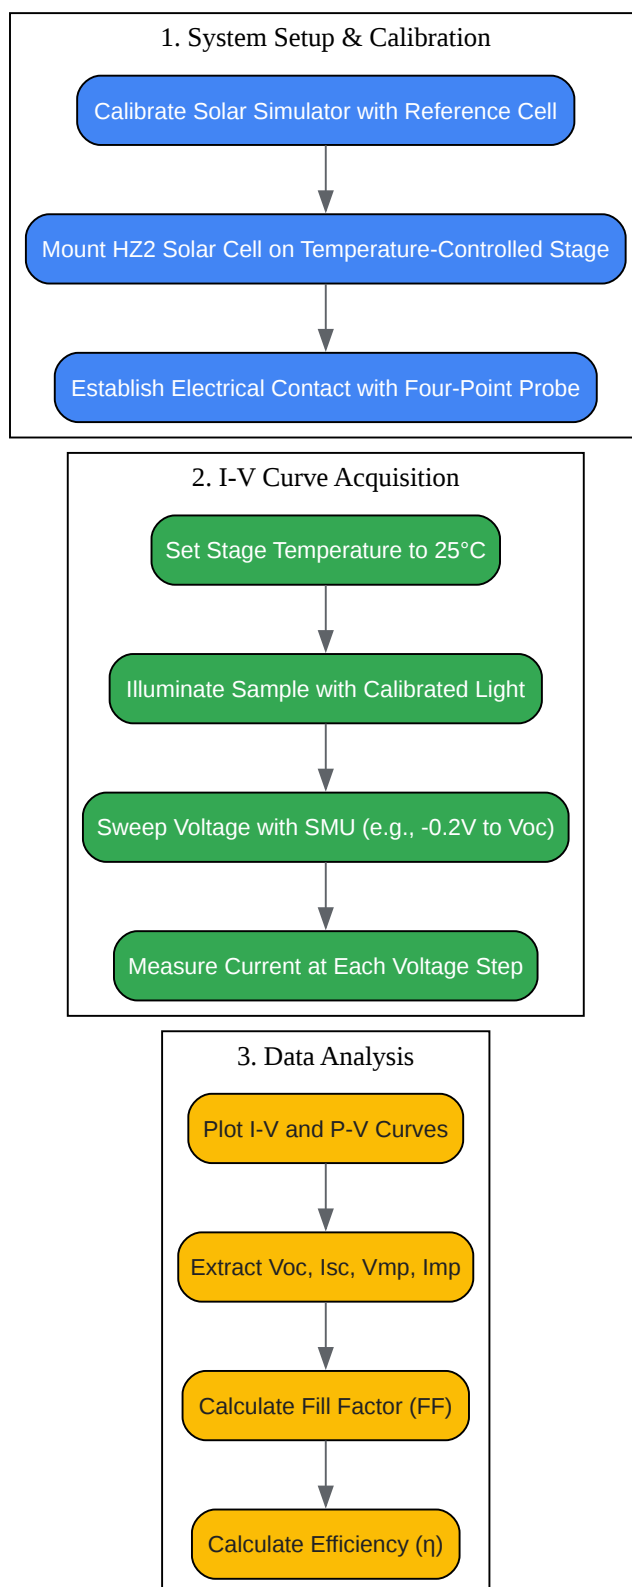 1. System Setup & Calibration
Calibrate Solar Simulator with Reference Cell
Mount HZ2 Solar Cell on Temperature-Controlled Stage
Establish Electrical Contact with Four-Point Probe
2. I-V Curve Acquisition
Set Stage Temperature to 25°C
Illuminate Sample with Calibrated Light
Sweep Voltage with SMU (e.g., -0.2V to Voc)
Measure Current at Each Voltage Step
3. Data Analysis
Plot I-V and P-V Curves
Extract Voc, Isc, Vmp, Imp
Calculate Fill Factor (FF)
Calculate Efficiency (η)